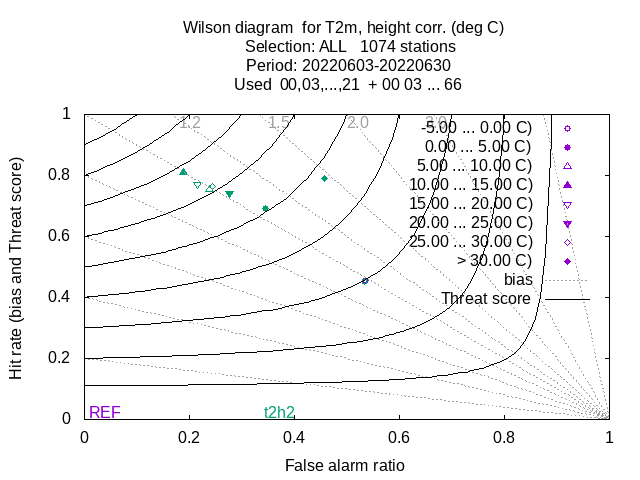 Wilson diagram  for T2m, height corr. (deg C)
Selection: ALL   1074 stations
Period: 20220603-20220630
Used  00,03,...,21  + 00 03 ... 66
1.2
1.5
2.0
3.0
-5.00 ... 0.00 C)
0.00 ... 5.00 C)
5.00 ... 10.00 C)
10.00 ... 15.00 C)
15.00 ... 20.00 C)
20.00 ... 25.00 C)
25.00 ... 30.00 C)
> 30.00 C)
bias
Threat score
Hit rate (bias and Threat score)
1
0.8
0.6
0.4
0.2
0
REF
t2h2
0 0.2 0.4 0.6 0.8 1
False alarm ratio